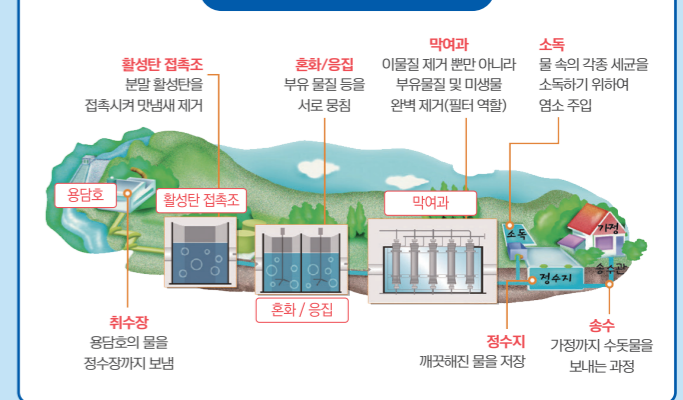 활성탄 접촉조
분말 활성탄을
접촉시켜 맛냄새 제거
혼화/응집
부유 물질 등을
서로 뭉침
막여과
이물질 제거 뿐만 아니라
부유물질 및 미생물
완벽 제거(필터 역할)
소독
물 속의 각종 세균을
소독하기 위하여
염소 주입
용담호
활성탄 접촉조
막여과
소독
가정
송수관
정수지
혼화 / 응집
취수장
용담호의 물을
정수장까지 보냄
정수지
깨끗해진 물을 저장
송수
가정까지 수돗물을
보내는 과정